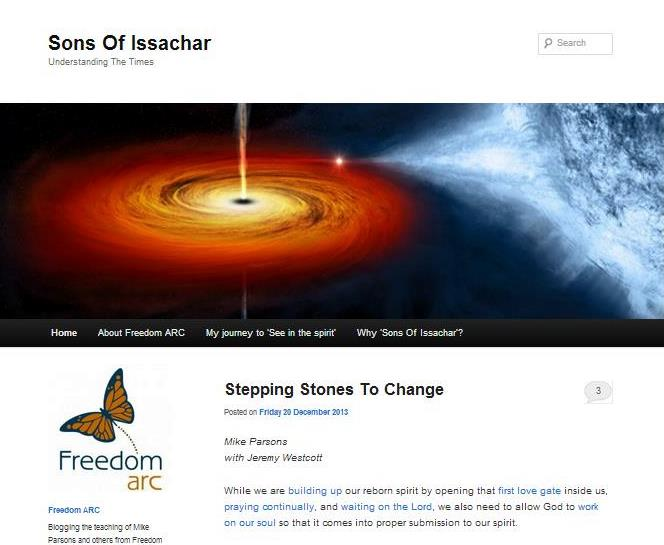 Sons Of Issachar
Understanding The Times
Search
Home About Freedom ARC My journey to 'See in the spirit' Why 'Sons Of Issachar'?
Freedom
arc
Freedom ARC
Blogging the teaching of Mike
Parsons and others from Freedom
Stepping Stones To Change
3
Posted on Friday 20 December 2013
Mike Parsons
with Jeremy Westcott
While we are building up our reborn spirit by opening that first love gate inside us,
praying continually, and waiting on the Lord, we also need to allow God to work
on our soul so that it comes into proper submission to our spirit.